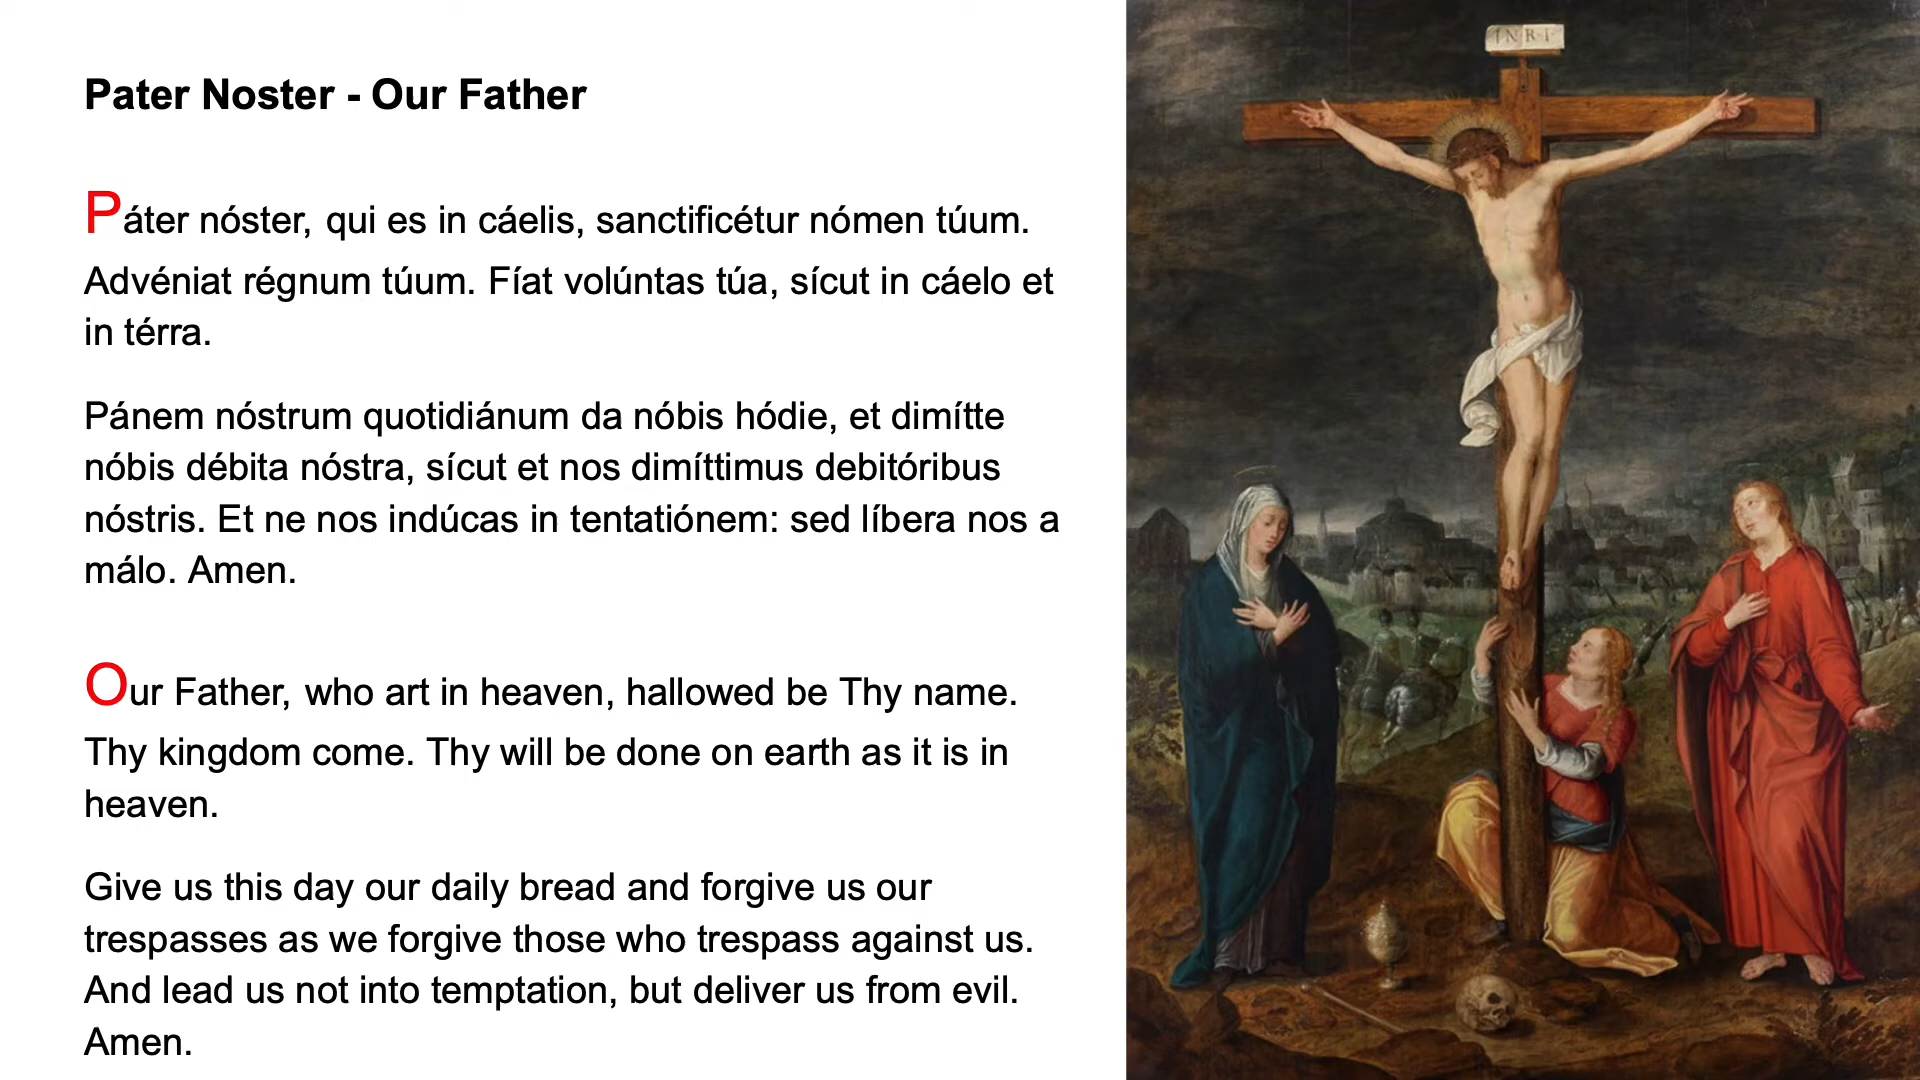 Pater Noster - Our Father
Páter nóster, qui es in cáelis, sanctificétur nómen túum.
Advéniat régnum túum. Fíat volúntas túa, sícut in cáelo et
in térra.
Pánem nóstrum quotidiánum da nóbis hódie, et dimítte
nóbis débita nóstra, sícut et nos dimíttimus debitóribus
nóstris. Et ne nos indúcas in tentatiónem: sed líbera nos a
málo. Amen.
Our Father, who art in heaven, hallowed be Thy name.
Thy kingdom come. Thy will be done on earth as it is in
heaven.
Give us this day our daily bread and forgive us our
trespasses as we forgive those who trespass against us.
And lead us not into temptation, but deliver us from evil.
Amen.
INRI